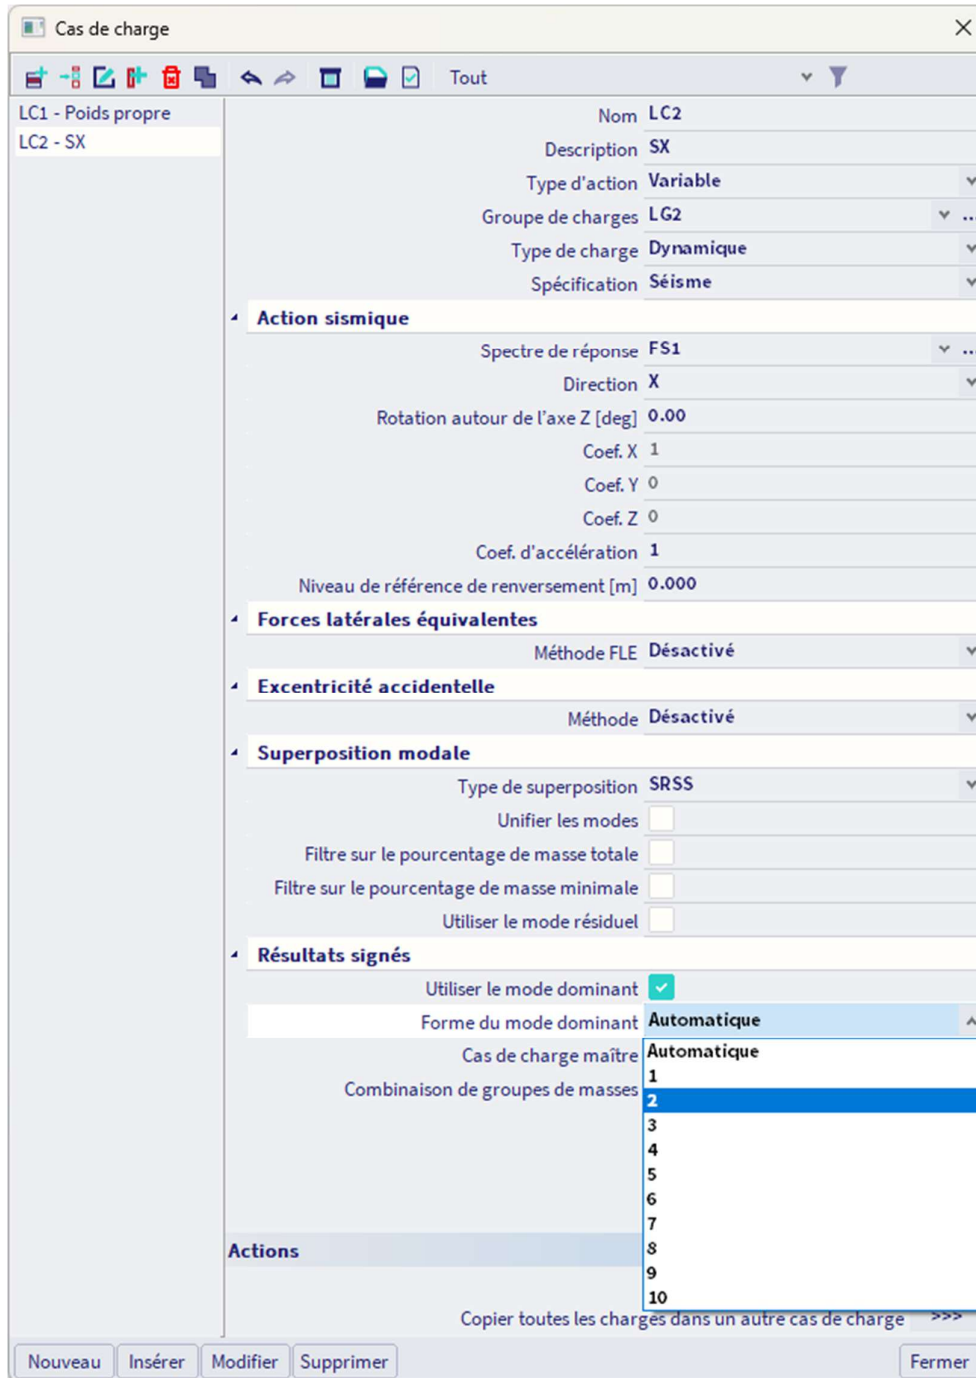 Cas de charge
Tout
LC1 - Poids propre
LC2 - SX
Nom LC2
Description SX
Type d'action Variable
Groupe de charges LG2 ...
Type de charge Dynamique
Spécification Séisme
Action sismique
Spectre de réponse FS1 ...
Direction X
Rotation autour de l’axe Z [deg] 0.00
Coef. X 1
Coef. Y 0
Coef. Z 0
Coef. d'accélération 1
Niveau de référence de renversement [m] 0.000
Forces latérales équivalentes
Méthode FLE Désactivé
Excentricité accidentelle
Méthode Désactivé
Superposition modale
Type de superposition SRSS
Unifier les modes
Filtre sur le pourcentage de masse totale
Filtre sur le pourcentage de masse minimale
Utiliser le mode résiduel
Résultats signés
Utiliser le mode dominant
Forme du mode dominant Automatique
Cas de charge maître
Combinaison de groupes de masses
Automatique
1
2
3
4
5
6
7
8
9
10
Actions
Copier toutes les charges dans un autre cas de charge >>>
Nouveau Insérer Modifier Supprimer Fermer